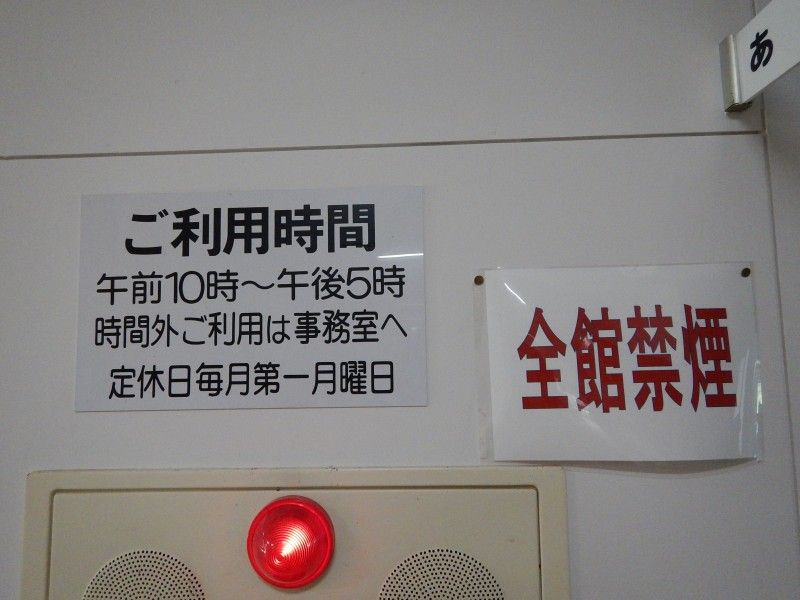 ご利用時間
午前10時～午後5時
時間外ご利用は事務室へ
定休日毎月第一月曜日
全館禁煙
あ